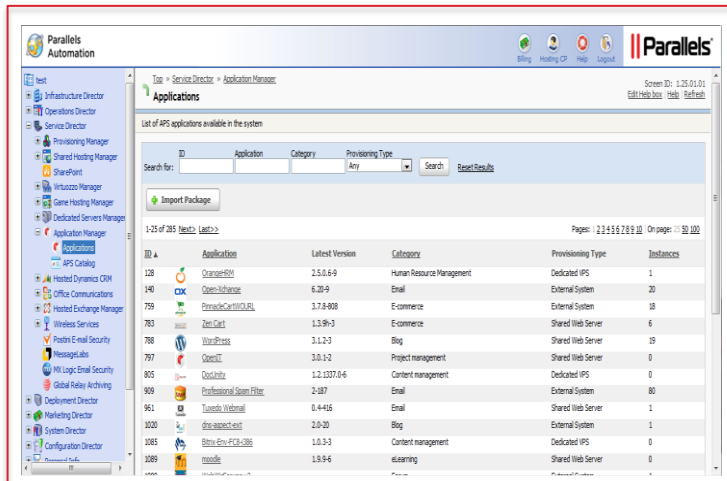 Parallels
Automation
Billing Hosting CP Help Logout
Parallels
test
Infrastructure Director
Operations Director
Service Director
Provisioning Manager
Shared Hosting Manager
SharePoint
Virtuozzo Manager
Game Hosting Manager
Dedicated Servers Manager
Application Manager
Applications
APS Catalog
Hosted Dynamics CRM
Office Communications
Hosted Exchange Manager
Wireless Services
Postini E-mail Security
MessageLabs
MX Logic Email Security
Global Relay Archiving
Deployment Director
Marketing Director
System Director
Configuration Director
Top » Service Director » Application Manager
Applications
Screen ID: 1.25.01.01
Edit Help box Help Refresh
List of APS applications available in the system
ID Application Category Provisioning Type
Search for: Any Search Reset Results
Import Package
1-25 of 285 Next> Last>> Pages: 1 2 3 4 5 6 7 8 9 10 On page: 25 50 100
ID Application Latest Version Category Provisioning Type Instances
128 OrangeHRM 2.5.0.6-9 Human Resource Management Dedicated VPS 1
140 OX Open-Xchange 6.20-9 Email External System 20
759 PinnacleCartWOURL 3.7.8-808 E-commerce External System 18
783 Zen Cart 1.3.9h-3 E-commerce Shared Web Server 6
788 WordPress 3.1.2-3 Blog Shared Web Server 19
797 OpenIT 3.0.1-2 Project management Shared Web Server 0
805 DocUnity 1.2.1337.0-6 Content management Dedicated VPS 0
909 Professional Spam Filter 2-187 Email External System 80
961 Tuxedo Webmail 0.4-416 Email Shared Web Server 1
1020 dns-aspect-ext 2.0-20 Blog External System 1
1085 Bitrix-Env-FC8-i386 1.0.3-3 Content management Dedicated VPS 0
1089 moodle 1.9.9-6 eLearning Shared Web Server 0